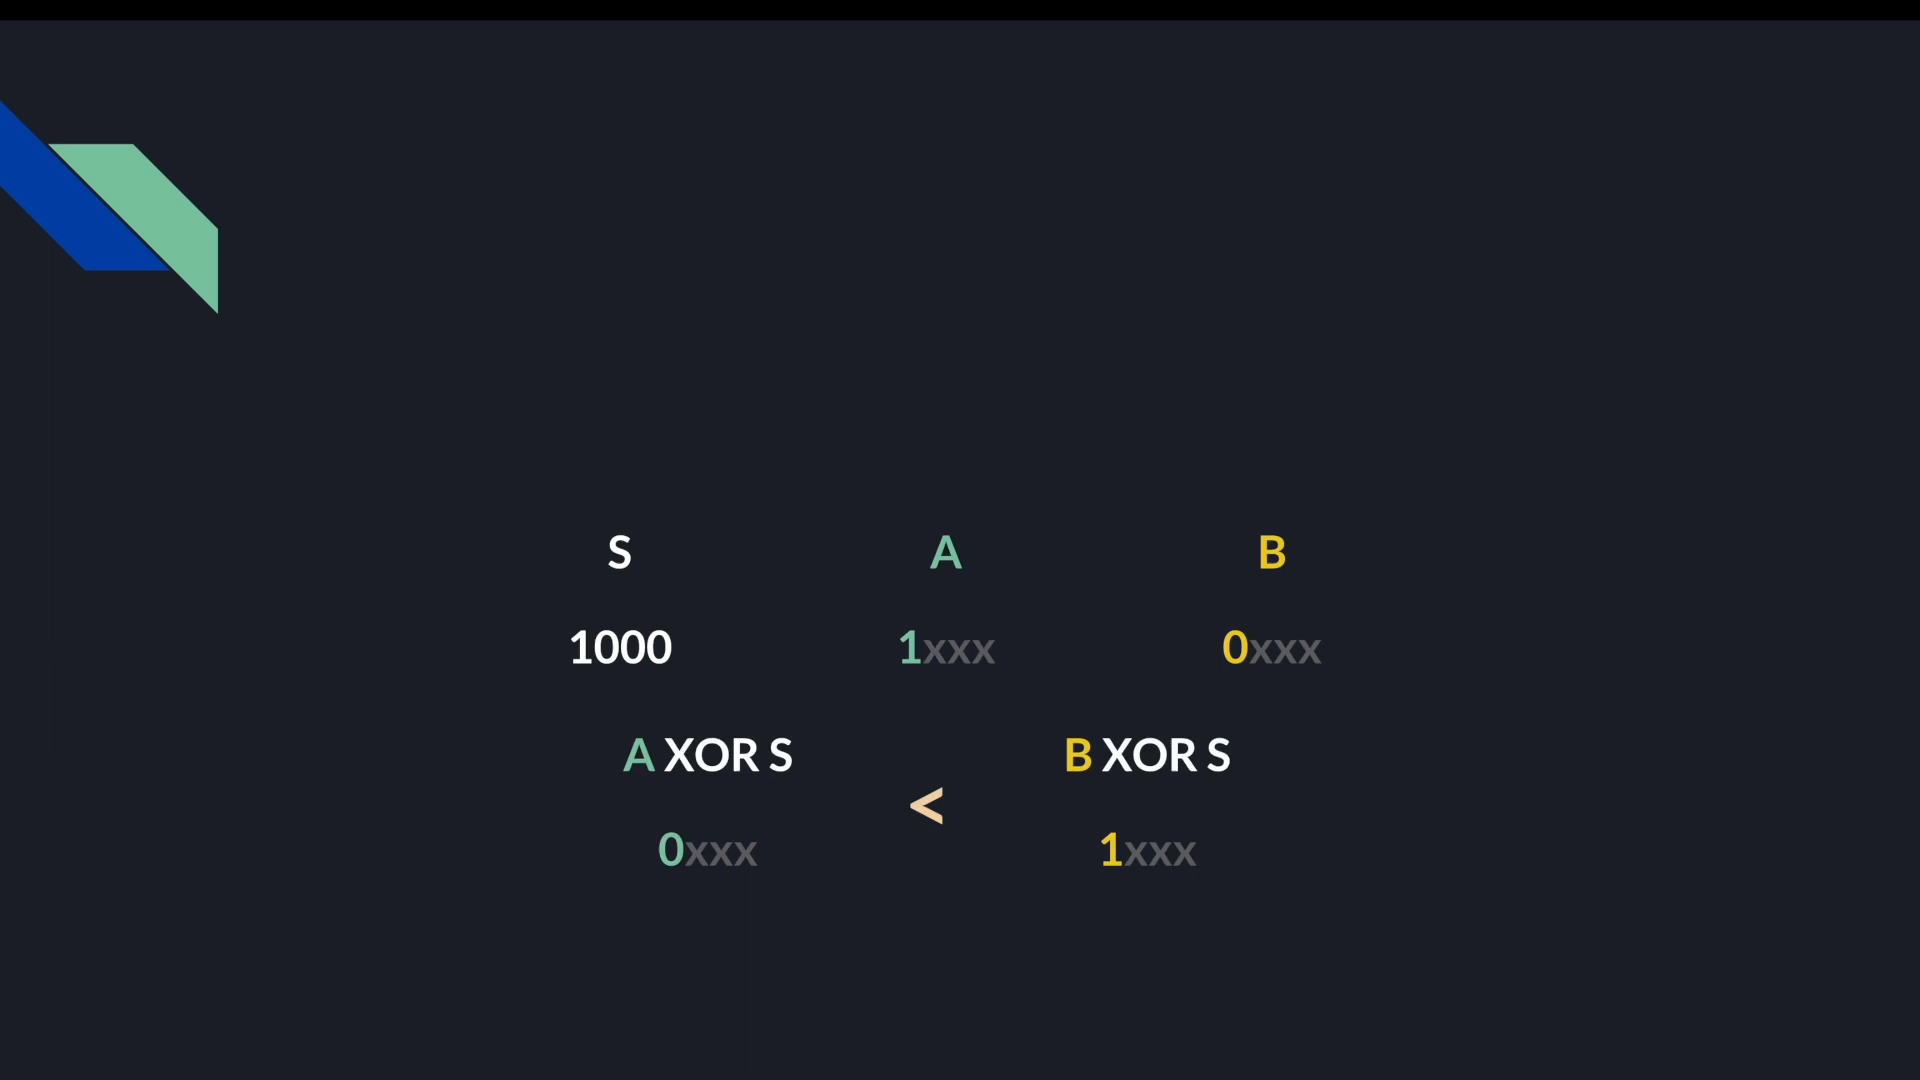 S A B
1000 1xxx 0xxx
A XOR S B XOR S
<
0xxx 1xxx